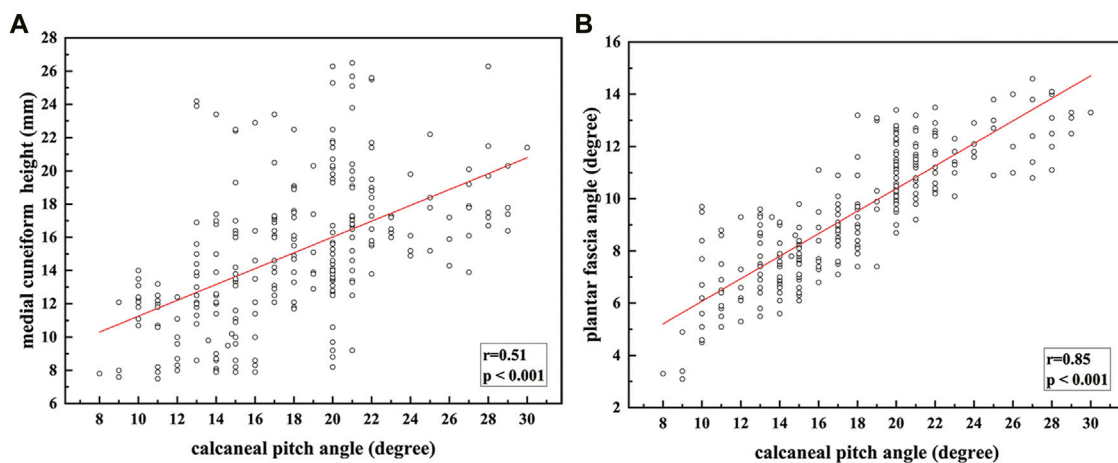 A
medial cuneiform height (mm)
28
26
24
22
20
18
16
14
12
10
8
6
r=0.51
p < 0.001
8 10 12 14 16 18 20 22 24 26 28 30
calcaneal pitch angle (degree)
B
plantar fascia angle (degree)
16
14
12
10
8
6
4
2
r=0.85
p < 0.001
8 10 12 14 16 18 20 22 24 26 28 30
calcaneal pitch angle (degree)